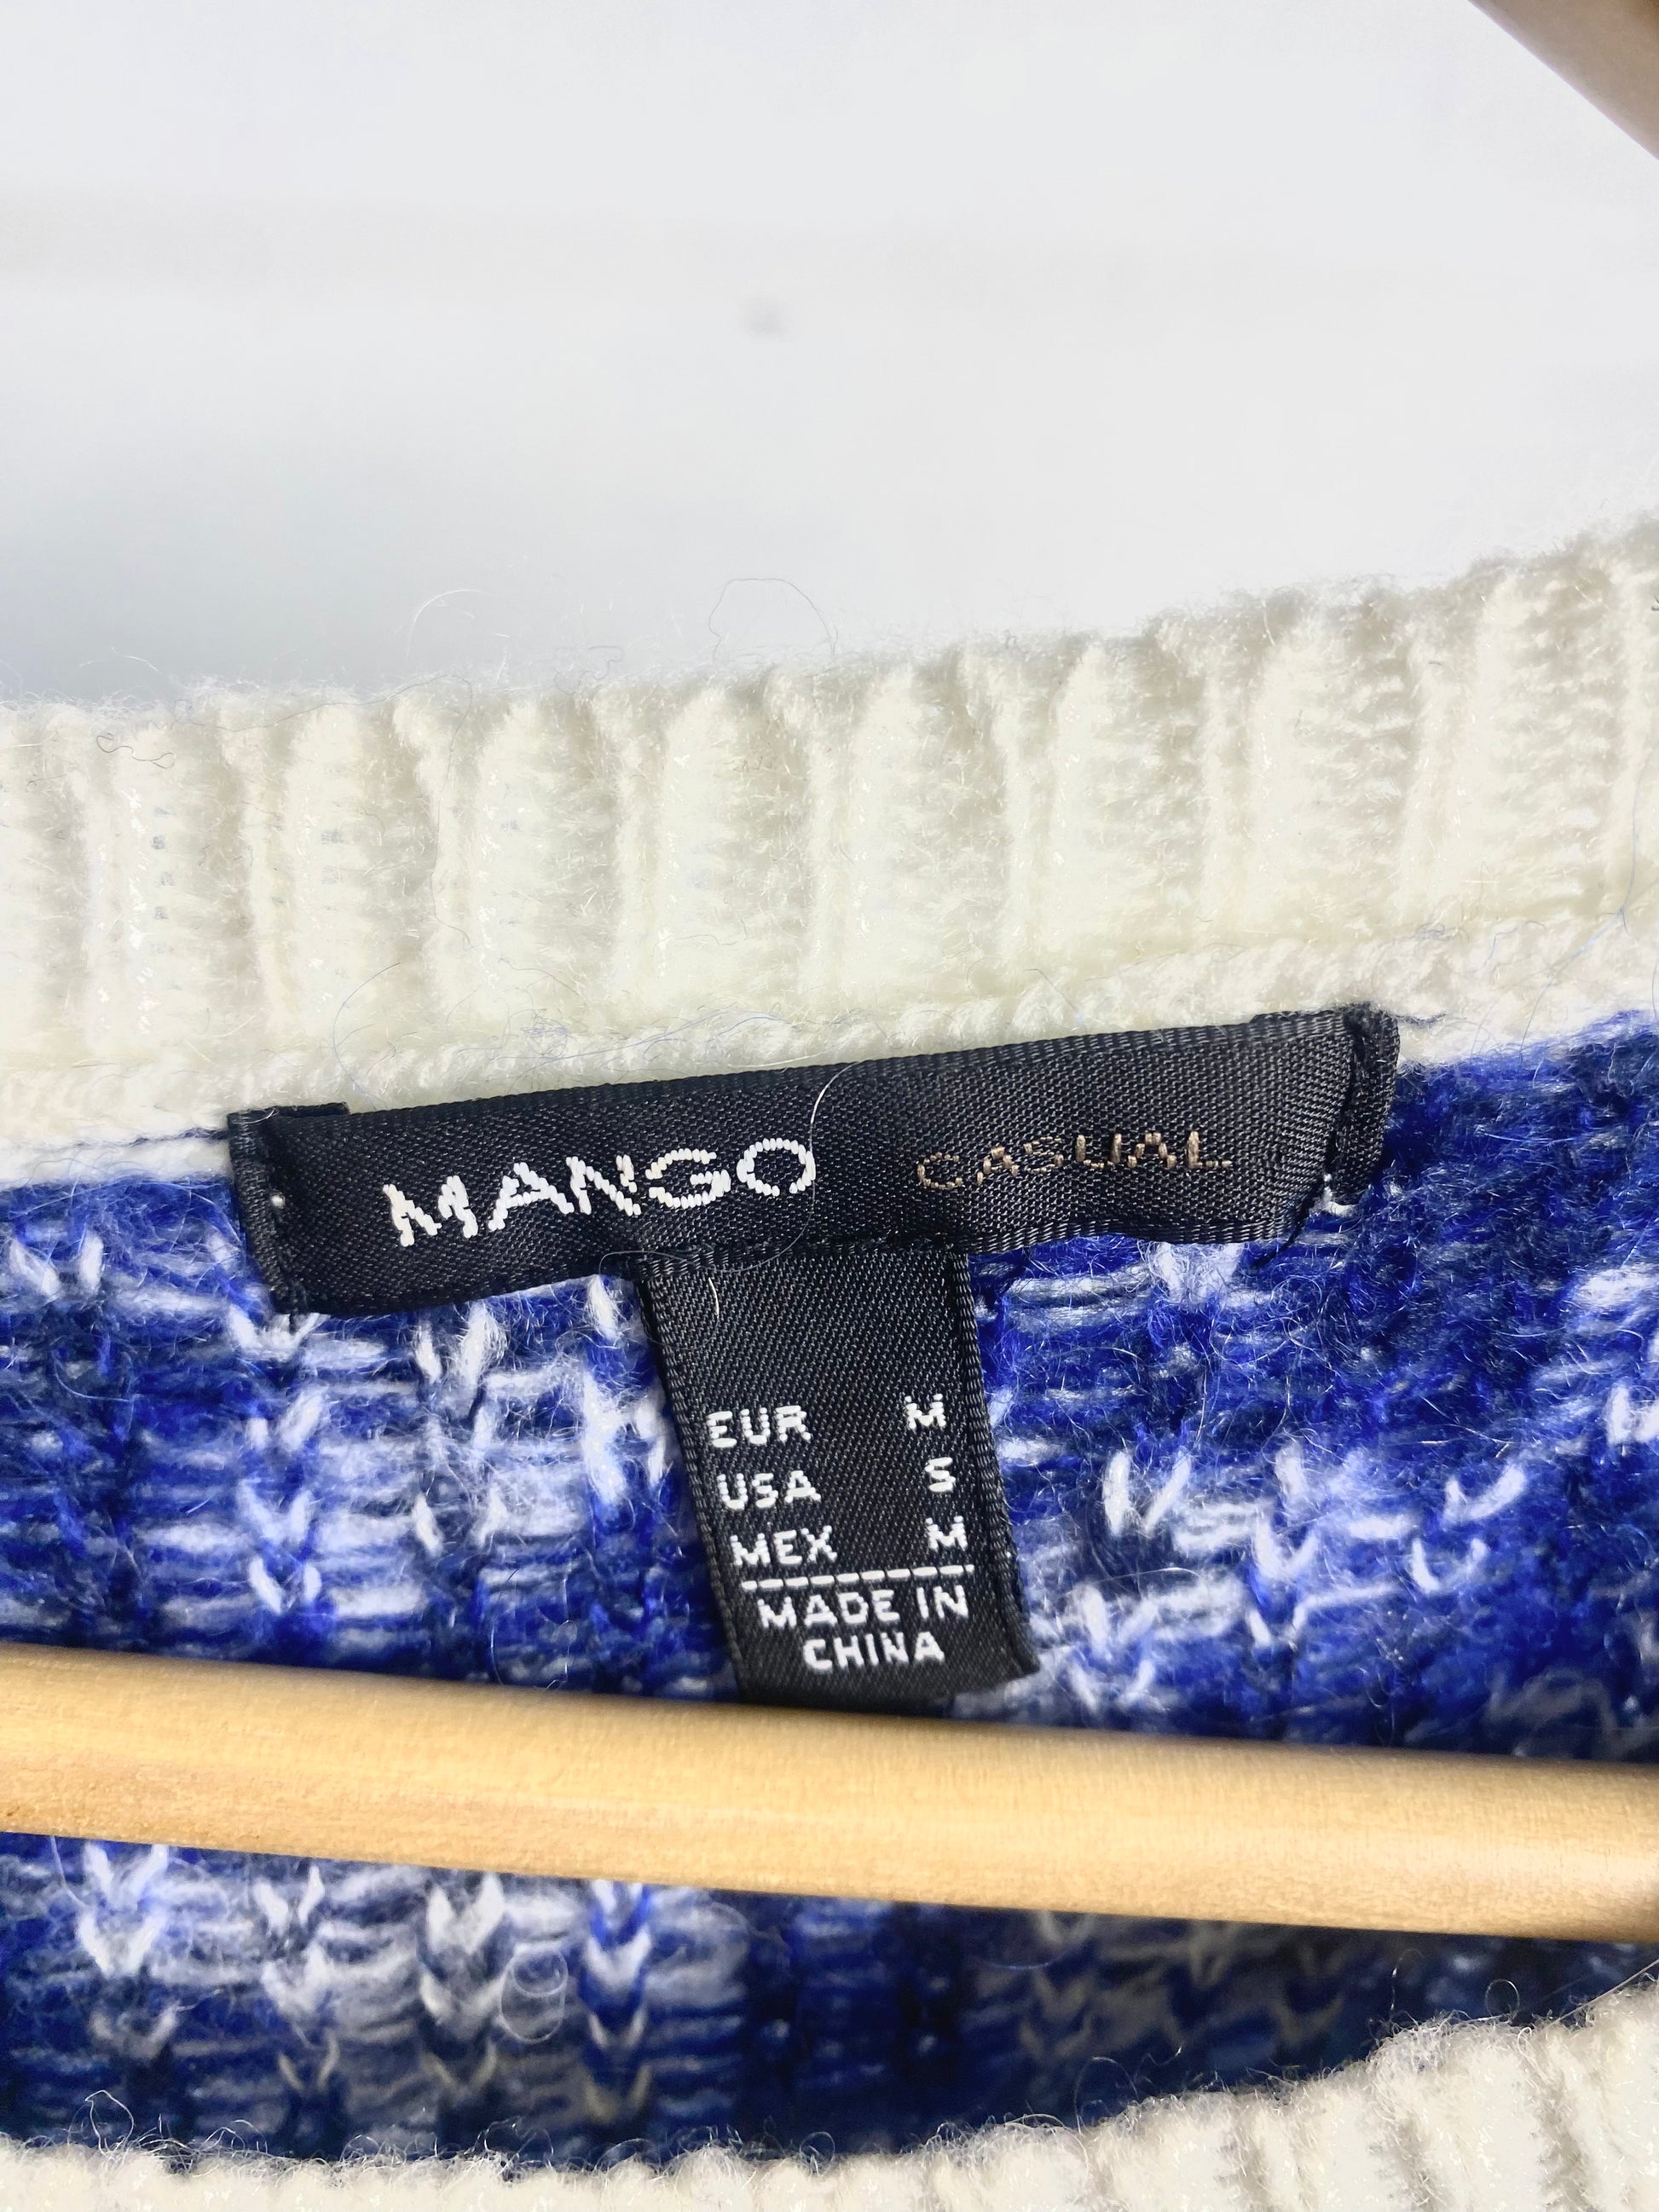 MANGO CASUAL
EUR M
USA S
MEX M
MADE IN
CHINA